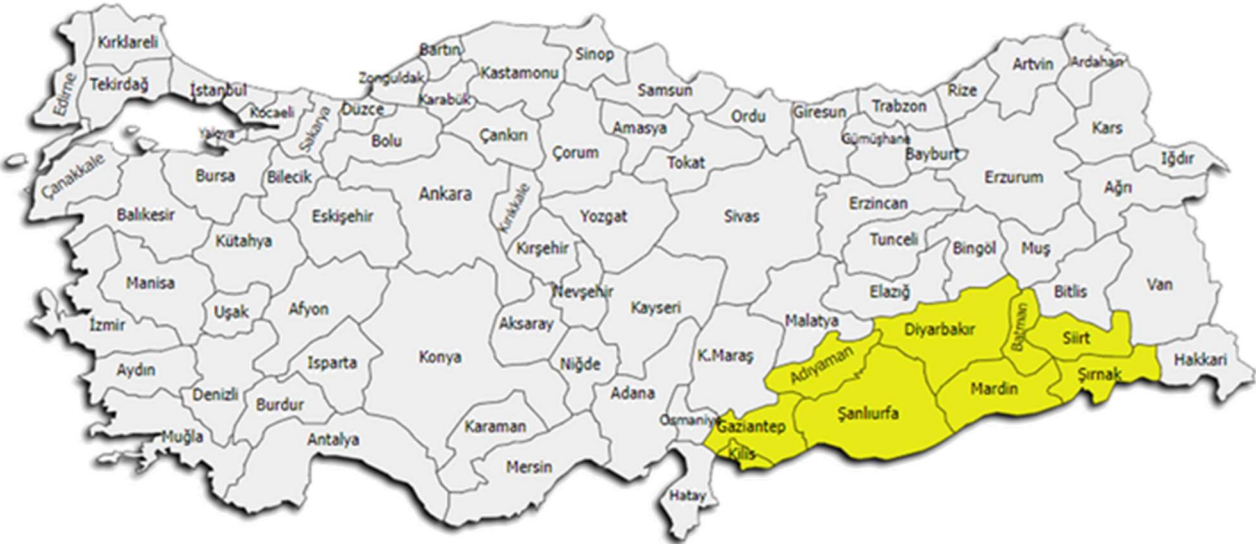 Kırklareli
Edirne
Tekirdağ
İstanbul
Kocaeli
Yalova
Sakarya
Düzce
Zonguldak
Bartın
Karabük
Kastamonu
Sinop
Samsun
Ordu
Giresun
Trabzon
Rize
Artvin
Ardahan
Kars
Iğdır
Ağrı
Erzurum
Bayburt
Gümüşhane
Tokat
Amasya
Çorum
Çankırı
Bolu
Bilecik
Bursa
Çanakkale
Balıkesir
Kütahya
Eskişehir
Ankara
Kırıkkale
Yozgat
Sivas
Erzincan
Tunceli
Bingöl
Muş
Bitlis
Van
Elazığ
Malatya
Kayseri
Nevşehir
Kırşehir
Aksaray
Konya
Afyon
Uşak
Manisa
İzmir
Aydın
Denizli
Isparta
Burdur
Muğla
Antalya
Karaman
Mersin
Niğde
Adana
K.Maraş
Osmaniye
Hatay
Kilis
Gaziantep
Adıyaman
Şanlıurfa
Diyarbakır
Batman
Siirt
Mardin
Şırnak
Hakkari